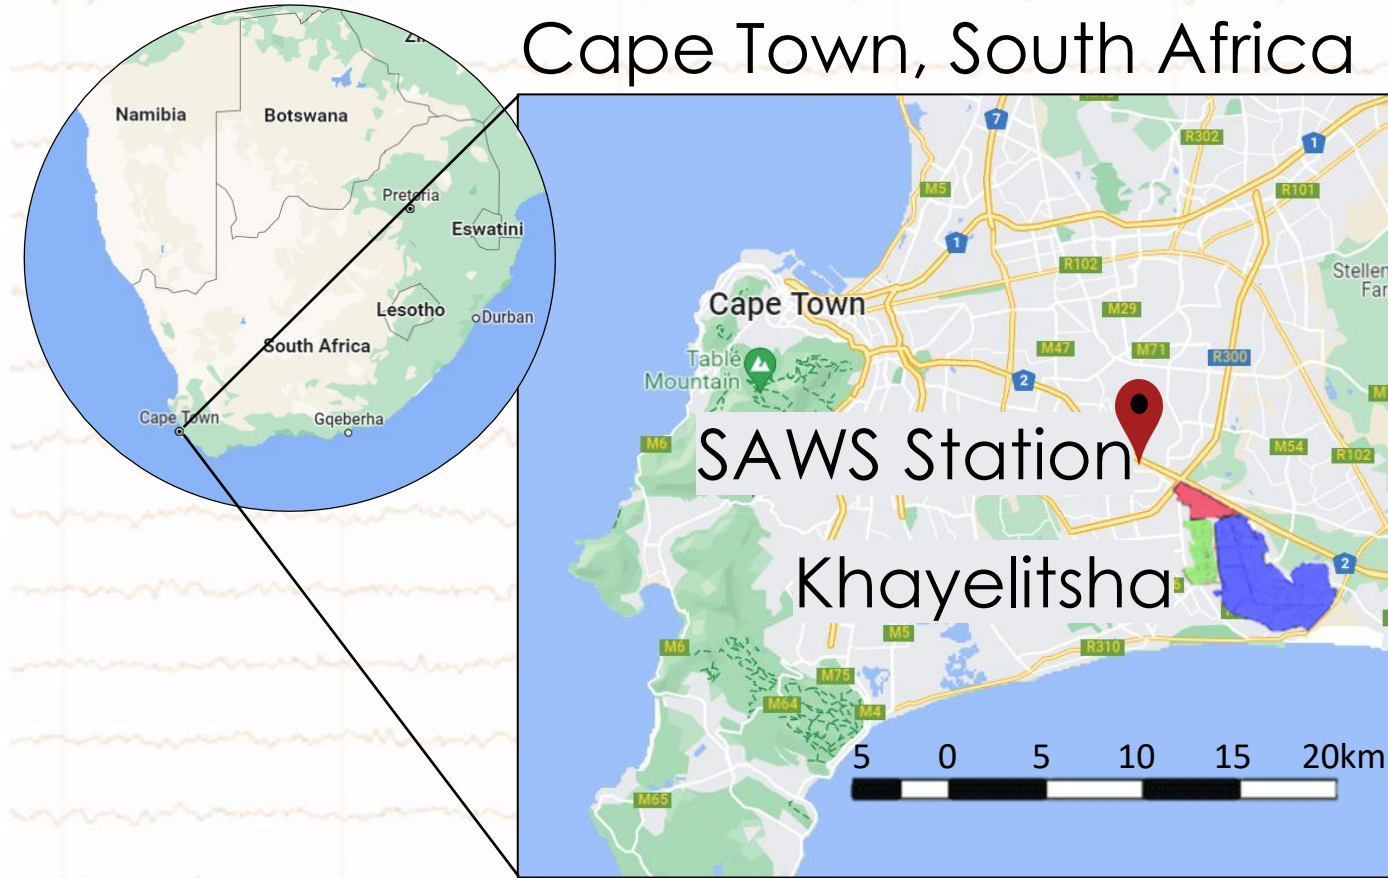 Cape Town, South Africa
Namibia
Botswana
Pretoria
Eswatini
Lesotho
Durban
South Africa
Cape Town
Gqeberha
7
R302
1
M5
R101
1
R102
Cape Town
M29
M47
M71
R300
Table
Mountain
2
SAWS Station
M6
M54
R102
Khayelitsha
2
M5
M6
R310
M75
M64
M4
5 0 5 10 15 20km
M65